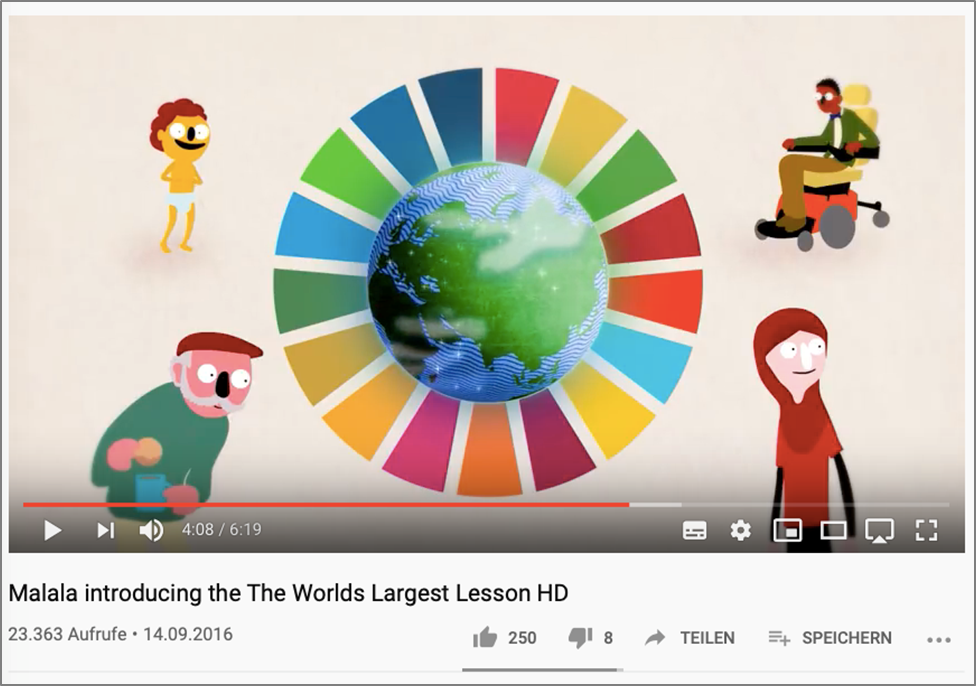 4:08 / 6:19
Malala introducing the The Worlds Largest Lesson HD
23.363 Aufrufe • 14.09.2016
250 8 TEILEN SPEICHERN